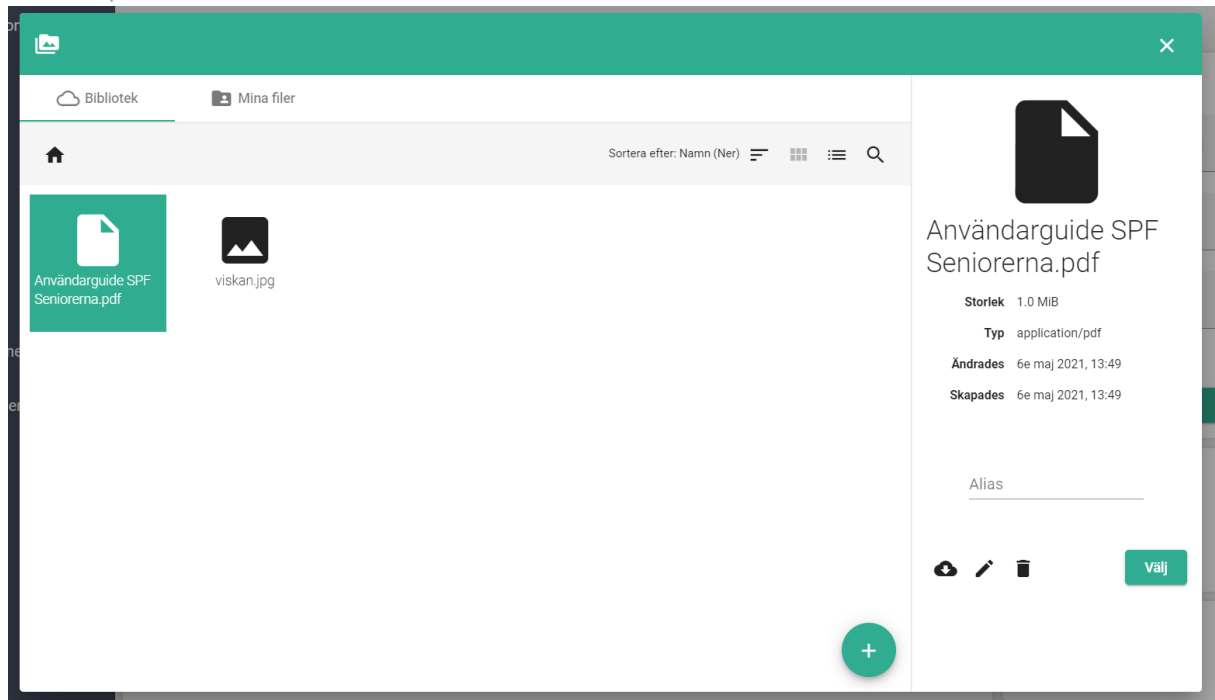 Bibliotek
Mina filer
Sortera efter: Namn (Ner)
Användarguide SPF
Seniorerna.pdf
viskan.jpg
Användarguide SPF
Seniorerna.pdf
Storlek 1.0 MiB
Typ application/pdf
Ändrades 6e maj 2021, 13:49
Skapades 6e maj 2021, 13:49
Alias
Välj